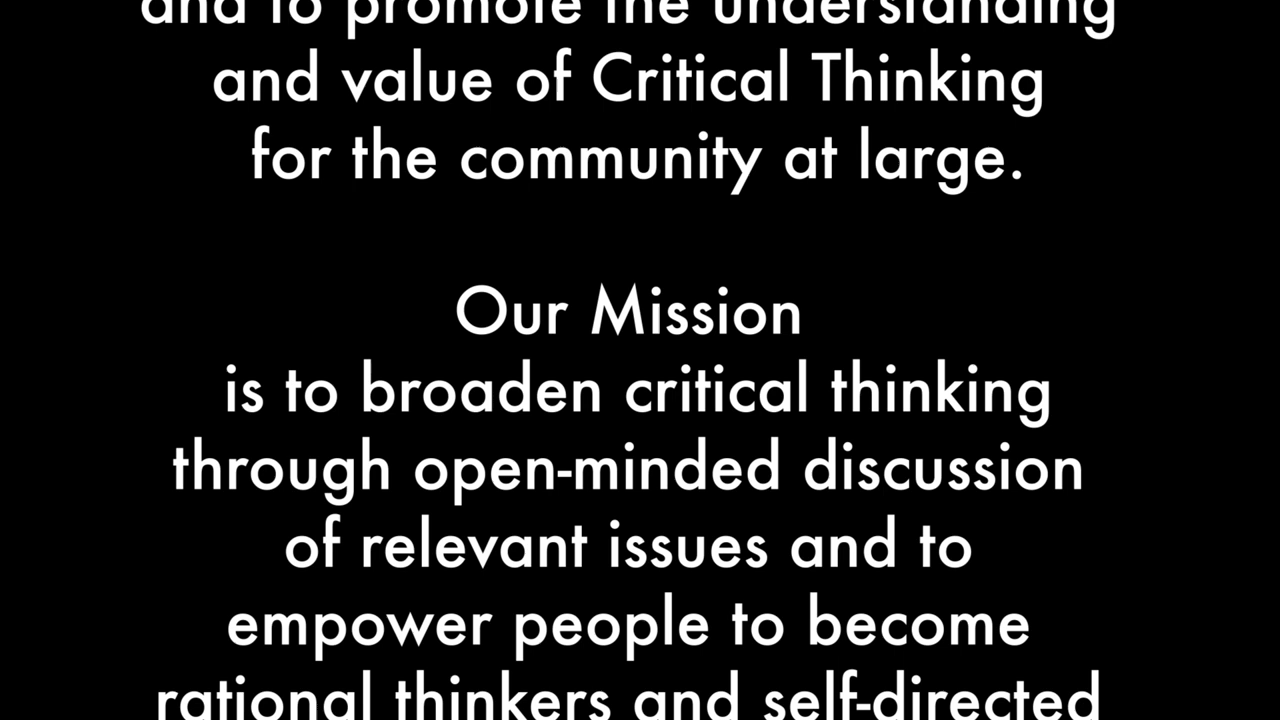 and to promote the understanding
and value of Critical Thinking
for the community at large.
Our Mission
is to broaden critical thinking
through open-minded discussion
of relevant issues and to
empower people to become
rational thinkers and self-directed